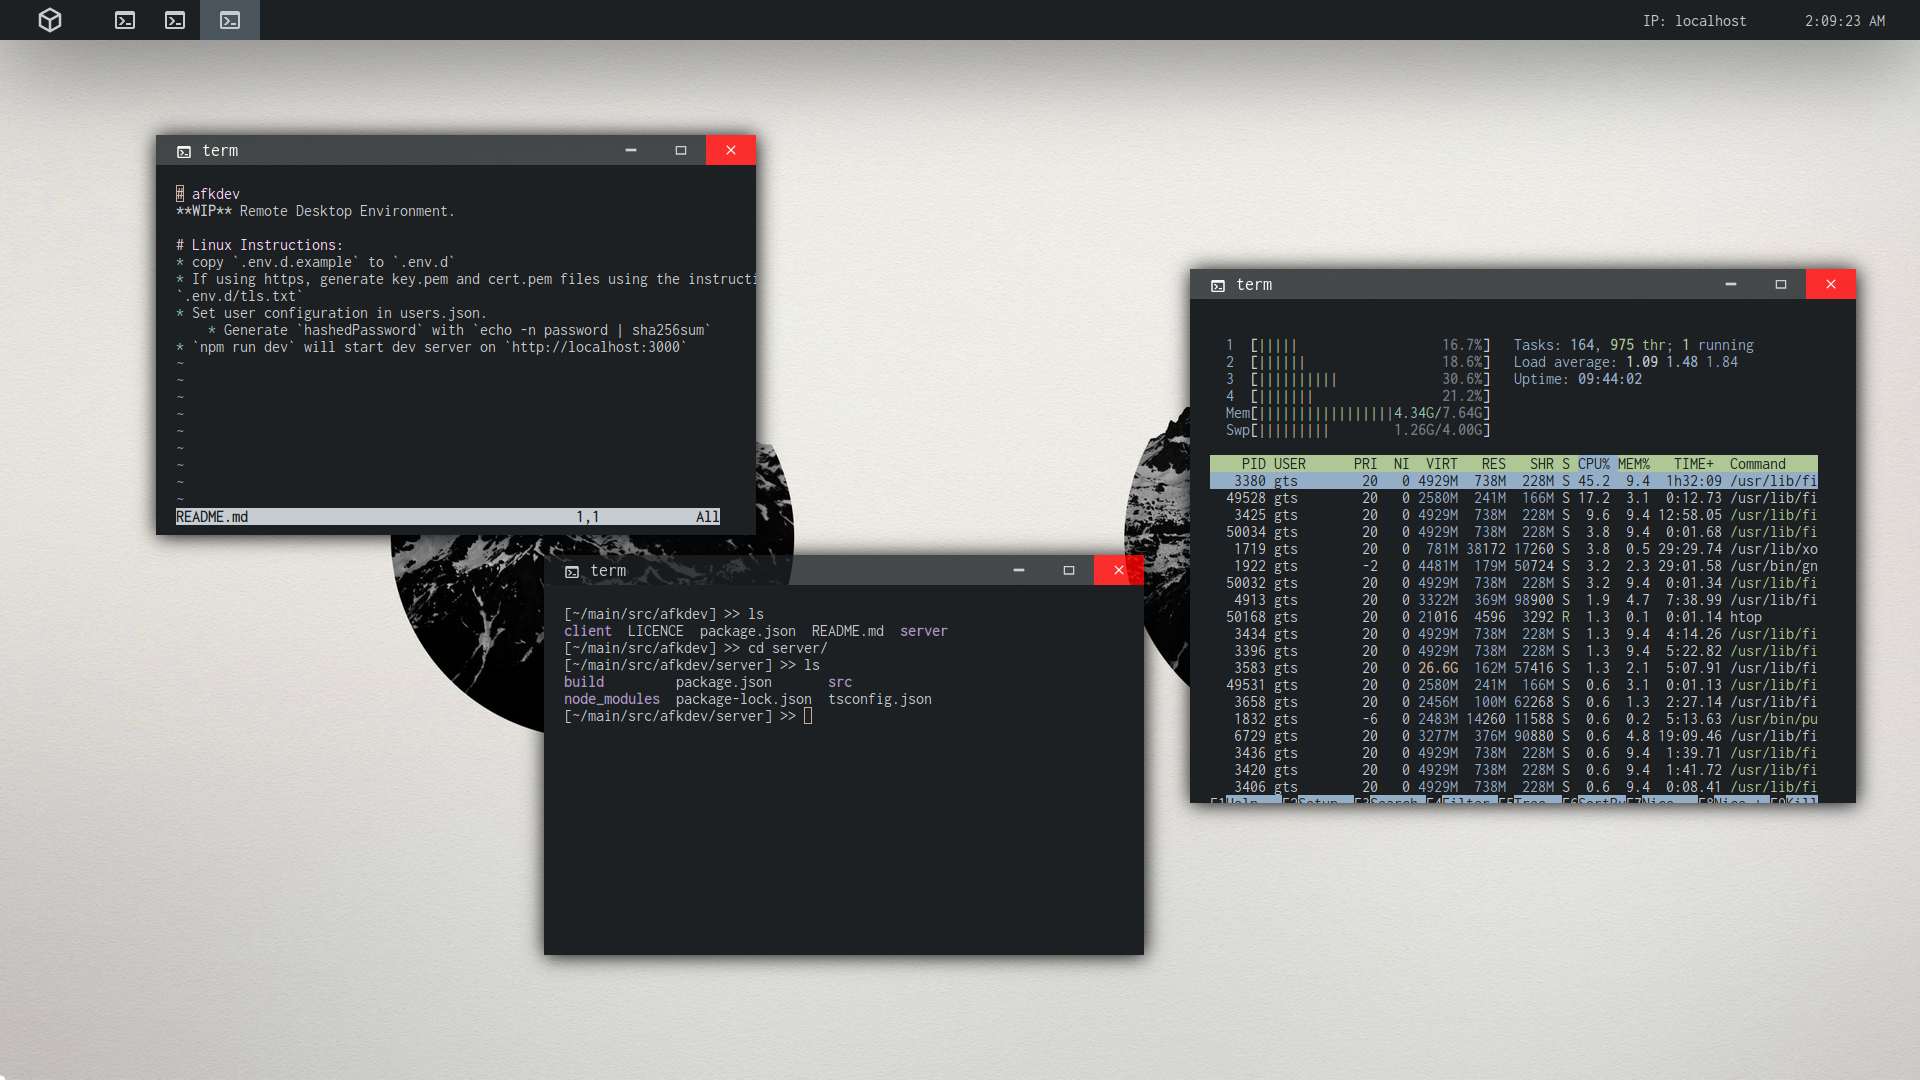 IP: localhost 2:09:23 AM
term
# afkdev
**WIP** Remote Desktop Environment.
# Linux Instructions:
* copy `.env.d.example` to `.env.d`
* If using https, generate key.pem and cert.pem files using the instructi
`.env.d/tls.txt`
* Set user configuration in users.json.
* Generate `hashedPassword` with `echo -n password | sha256sum`
* `npm run dev` will start dev server on `http://localhost:3000`
~
~
~
~
~
~
~
~
~
README.md 1,1 All
term
[~/main/src/afkdev] >> ls
client LICENCE package.json README.md server
[~/main/src/afkdev] >> cd server/
[~/main/src/afkdev/server] >> ls
build package.json src
node_modules package-lock.json tsconfig.json
[~/main/src/afkdev/server] >>
term
1 [||||| 16.7%] Tasks: 164, 975 thr; 1 running
2 [|||||| 18.6%] Load average: 1.09 1.48 1.84
3 [|||||||||| 30.6%] Uptime: 09:44:02
4 [||||||| 21.2%]
Mem[|||||||||||||||||4.34G/7.64G]
Swp[||||||||| 1.26G/4.00G]
PID USER PRI NI VIRT RES SHR S CPU% MEM% TIME+ Command
3380 gts 20 0 4929M 738M 228M S 45.2 9.4 1h32:09 /usr/lib/fi
49528 gts 20 0 2580M 241M 166M S 17.2 3.1 0:12.73 /usr/lib/fi
3425 gts 20 0 4929M 738M 228M S 9.6 9.4 12:58.05 /usr/lib/fi
50034 gts 20 0 4929M 738M 228M S 3.8 9.4 0:01.68 /usr/lib/fi
1719 gts 20 0 781M 38172 17260 S 3.8 0.5 29:29.74 /usr/lib/xo
1922 gts -2 0 4481M 179M 50724 S 3.2 2.3 29:01.58 /usr/bin/gn
50032 gts 20 0 4929M 738M 228M S 3.2 9.4 0:01.34 /usr/lib/fi
4913 gts 20 0 3322M 369M 98900 S 1.9 4.7 7:38.99 /usr/lib/fi
50168 gts 20 0 21016 4596 3292 R 1.3 0.1 0:01.14 htop
3434 gts 20 0 4929M 738M 228M S 1.3 9.4 4:14.26 /usr/lib/fi
3396 gts 20 0 4929M 738M 228M S 1.3 9.4 5:22.82 /usr/lib/fi
3583 gts 20 0 26.6G 162M 57416 S 1.3 2.1 5:07.91 /usr/lib/fi
49531 gts 20 0 2580M 241M 166M S 0.6 3.1 0:01.13 /usr/lib/fi
3658 gts 20 0 2456M 100M 62268 S 0.6 1.3 2:27.14 /usr/lib/fi
1832 gts -6 0 2483M 14260 11588 S 0.6 0.2 5:13.63 /usr/bin/pu
6729 gts 20 0 3277M 376M 90880 S 0.6 4.8 19:09.46 /usr/lib/fi
3436 gts 20 0 4929M 738M 228M S 0.6 9.4 1:39.71 /usr/lib/fi
3420 gts 20 0 4929M 738M 228M S 0.6 9.4 1:41.72 /usr/lib/fi
3406 gts 20 0 4929M 738M 228M S 0.6 9.4 0:08.41 /usr/lib/fi